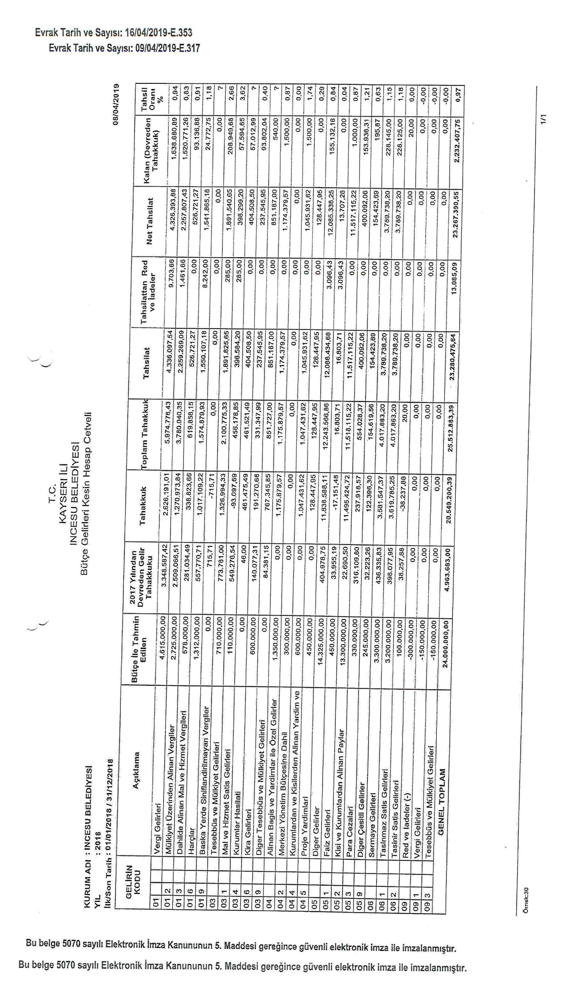 Evrak Tarih ve Sayısı: 16/04/2019-E.353
Evrak Tarih ve Sayısı: 09/04/2019-E.317
T.C.
KAYSERİ İLİ
INCESU BELEDİYESİ
Bütçe Gelirleri Kesin Hesap Cetveli
08/04/2019
KURUM ADI : INCESU BELEDİYESİ
YIL : 2018
İlk/Son Tarih : 01/01/2018 / 31/12/2018
GELİRİN KODU | Açıklama | Bütçe İle Tahmin Edilen | 2017 Yılından Devreden Gelir Tahakkuku | Tahakkuk | Toplam Tahakkuk | Tahsilat | Tahsilattan Red ve İadeler | Net Tahsilat | Kalan (Devreden Tahakkuk) | Tahsil Oranı %
01 Vergi Gelirleri 4.615.000,00 3.348.587,42 2.626.191,01 5.974.778,43 4.336.097,54 9.703,66 4.326.393,88 1.638.680,89 0,94
01 2 Mülkiyet Üzerinden Alinan Vergiler 2.725.000,00 2.509.066,51 1.270.973,84 3.780.040,35 2.259.269,09 1.461,66 2.257.807,43 1.520.771,26 0,83
01 3 Dahilde Alinan Mal ve Hizmet Vergileri 578.000,00 281.034,49 338.823,66 619.858,15 526.721,27 0,00 526.721,27 93.136,88 0,91
01 6 Harçlar 1.312.000,00 557.770,71 1.017.109,22 1.574.879,93 1.550.107,18 8.242,00 1.541.865,18 24.772,75 1,18
01 9 Baska Yerde Siniflandirilmayan Vergiler 0,00 715,71 -715,71 0,00 0,00 0,00 0,00 0,00 ?
03 Tesebbüs ve Mülkiyet Gelirleri 710.000,00 773.781,00 1.326.994,33 2.100.775,33 1.891.825,65 285,00 1.891.540,65 208.949,68 2,66
03 1 Mal ve Hizmet Satis Gelirleri 110.000,00 549.276,54 -93.097,69 456.178,85 398.584,20 285,00 398.299,20 57.594,65 3,62
03 4 Kurumlar Hasilati 0,00 46,00 461.475,49 461.521,49 404.508,50 0,00 404.508,50 57.012,99 ?
03 6 Kira Gelirleri 600.000,00 140.077,31 191.270,68 331.347,99 237.545,95 0,00 237.545,95 93.802,04 0,40
03 9 Diger Tesebbüs ve Mülkiyet Gelirleri 0,00 84.381,15 767.345,85 851.727,00 851.187,00 0,00 851.187,00 540,00 ?
04 Alinan Bagis ve Yardimlar ile Özel Gelirler 1.350.000,00 0,00 1.175.879,57 1.175.879,57 1.174.379,57 0,00 1.174.379,57 1.500,00 0,87
04 2 Merkezi Yönetim Bütçesine Dahil 300.000,00 0,00 0,00 0,00 0,00 0,00 0,00 0,00 0,00
04 4 Kurumlardan ve Kisilerden Alinan Yardim ve 600.000,00 0,00 1.047.431,62 1.047.431,62 1.045.931,62 0,00 1.045.931,62 1.500,00 1,74
04 5 Proje Yardimlari 450.000,00 0,00 128.447,95 128.447,95 128.447,95 0,00 128.447,95 0,00 0,29
05 Diger Gelirler 14.325.000,00 404.978,75 11.838.588,11 12.243.566,86 12.088.434,68 3.096,43 12.085.338,25 155.132,18 0,84
05 1 Faiz Gelirleri 450.000,00 33.955,19 -17.151,48 16.803,71 16.803,71 3.096,43 13.707,28 0,00 0,04
05 2 Kisi ve Kurumlardan Alinan Paylar 13.300.000,00 22.690,50 11.495.424,72 11.518.115,22 11.517.115,22 0,00 11.517.115,22 1.000,00 0,87
05 3 Para Cezalari 330.000,00 316.109,80 237.918,57 554.028,37 400.092,06 0,00 400.092,06 153.936,31 1,21
05 9 Diger Çesitli Gelirler 245.000,00 32.223,26 122.396,30 154.619,56 154.423,69 0,00 154.423,69 195,87 0,63
06 Sermaye Gelirleri 3.300.000,00 436.335,83 3.581.547,37 4.017.883,20 3.789.738,20 0,00 3.789.738,20 228.145,00 1,15
06 1 Tasinmaz Satis Gelirleri 3.200.000,00 398.077,95 3.619.785,25 4.017.863,20 3.789.738,20 0,00 3.789.738,20 228.125,00 1,18
06 2 Tasinir Satis Gelirleri 100.000,00 38.257,88 -38.237,88 20,00 0,00 0,00 0,00 20,00 0,00
09 Red ve Iadeler (-) -300.000,00 0,00 0,00 0,00 0,00 0,00 0,00 0,00 -0,00
09 1 Vergi Gelirleri -150.000,00 0,00 0,00 0,00 0,00 0,00 0,00 0,00 -0,00
09 3 Tesebbüs ve Mülkiyet Gelirleri -150.000,00 0,00 0,00 0,00 0,00 0,00 0,00 0,00 -0,00
GENEL TOPLAM 24.000.000,00 4.963.683,00 20.549.200,39 25.512.883,39 23.280.475,64 13.085,09 23.267.390,55 2.232.407,75 0,97
Örnek:30
1/1
Bu belge 5070 sayılı Elektronik İmza Kanununun 5. Maddesi gereğince güvenli elektronik imza ile imzalanmıştır.
Bu belge 5070 sayılı Elektronik İmza Kanununun 5. Maddesi gereğince güvenli elektronik imza ile imzalanmıştır.